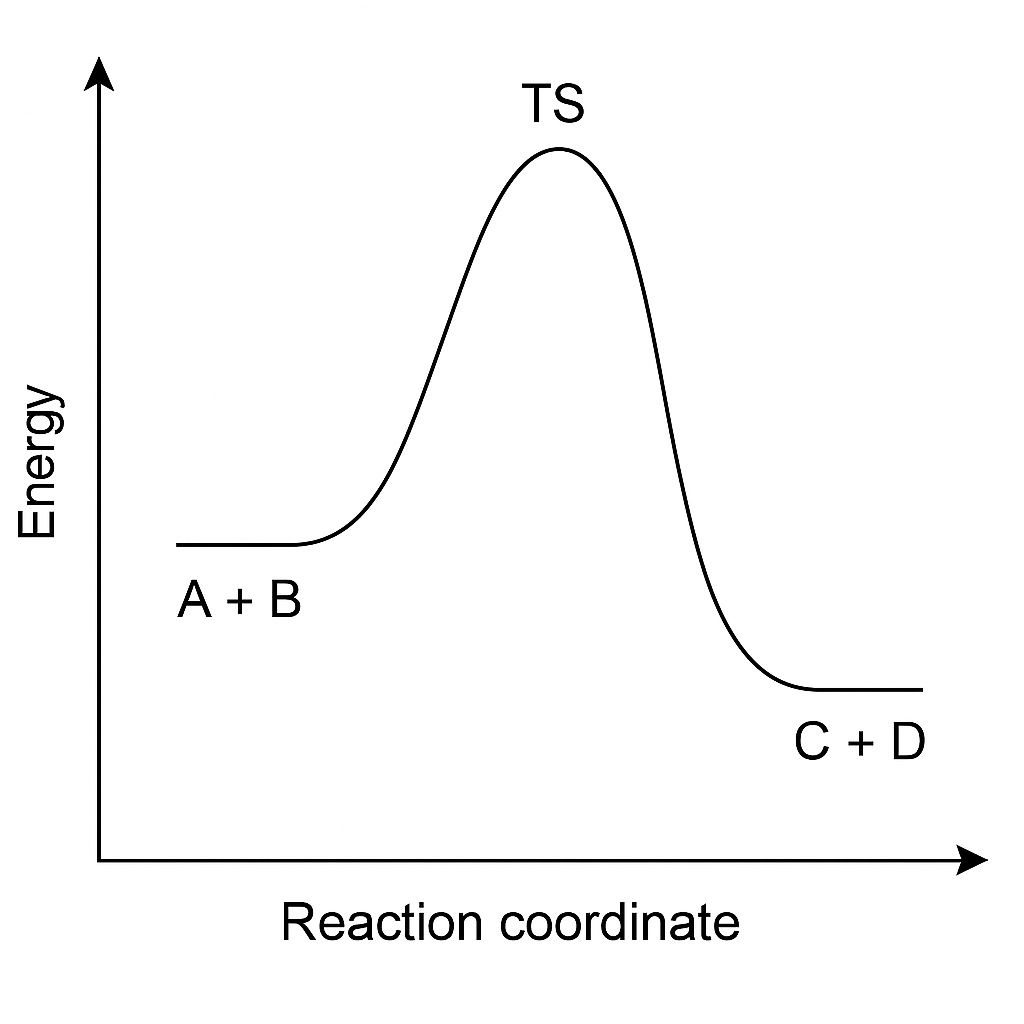 TS
Energy
A + B
C + D
Reaction coordinate